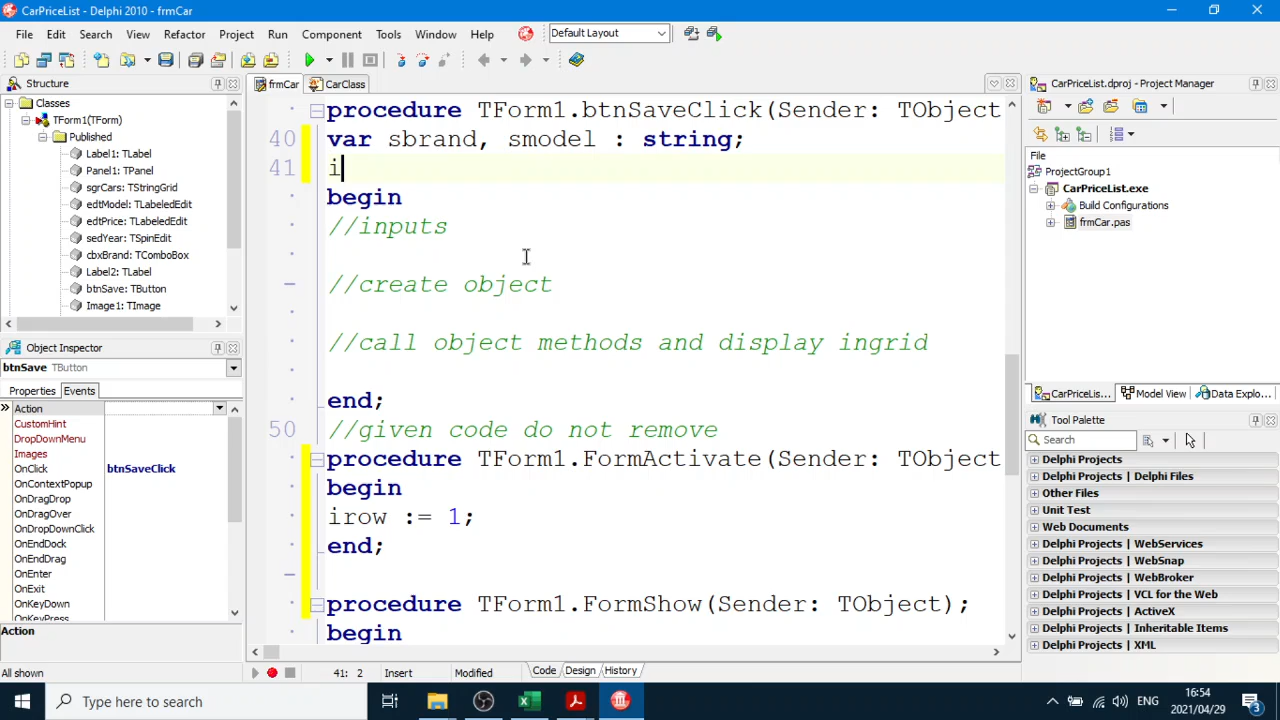 CarPriceList - Delphi 2010 - frmCar
File Edit Search View Refactor Project Run Component Tools Window Help Default Layout
Structure
Classes
TForm1(TForm)
Published
Label1: TLabel
Panel1: TPanel
sgrCars: TStringGrid
edtModel: TLabeledEdit
edtPrice: TLabeledEdit
sedYear: TSpinEdit
cbxBrand: TComboBox
Label2: TLabel
btnSave: TButton
Image1: TImage
Object Inspector
btnSave TButton
Properties Events
Action
CustomHint
DropDownMenu
Images
OnClick btnSaveClick
OnContextPopup
OnDragDrop
OnDragOver
OnDropDownClick
OnEndDock
OnEndDrag
OnEnter
OnExit
OnKeyDown
OnKeyPress
Action
All shown
frmCar CarClass
procedure TForm1.btnSaveClick(Sender: TObject
40 var sbrand, smodel : string;
41 i
begin
//inputs
//create object
//call object methods and display ingrid
end;
50 //given code do not remove
procedure TForm1.FormActivate(Sender: TObject
begin
irow := 1;
end;
procedure TForm1.FormShow(Sender: TObject);
begin
41: 2 Insert Modified Code Design History
CarPriceList.dproj - Project Manager
File
ProjectGroup1
CarPriceList.exe
Build Configurations
frmCar.pas
CarPriceLis... Model View Data Explo...
Tool Palette
Search
Delphi Projects
Delphi Projects | Delphi Files
Other Files
Unit Test
Web Documents
Delphi Projects | WebServices
Delphi Projects | WebSnap
Delphi Projects | WebBroker
Delphi Projects | VCL for the Web
Delphi Projects | ActiveX
Delphi Projects | Inheritable Items
Delphi Projects | XML
Type here to search
ENG
16:54
2021/04/29
3